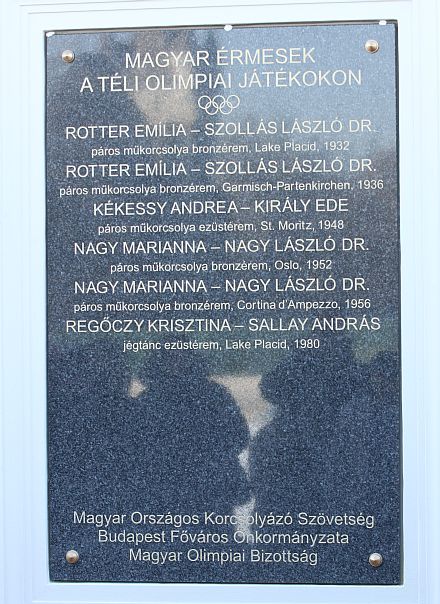 MAGYAR ÉRMESEK
A TÉLI OLIMPIAI JÁTÉKOKON
ROTTER EMÍLIA – SZOLLÁS LÁSZLÓ DR.
páros műkorcsolya bronzérem, Lake Placid, 1932
ROTTER EMÍLIA – SZOLLÁS LÁSZLÓ DR.
páros műkorcsolya bronzérem, Garmisch-Partenkirchen, 1936
KÉKESSY ANDREA – KIRÁLY EDE
páros műkorcsolya ezüstérem, St. Moritz, 1948
NAGY MARIANNA – NAGY LÁSZLÓ DR.
páros műkorcsolya bronzérem, Oslo, 1952
NAGY MARIANNA – NAGY LÁSZLÓ DR.
páros műkorcsolya bronzérem, Cortina d'Ampezzo, 1956
REGŐCZY KRISZTINA – SALLAY ANDRÁS
jégtánc ezüstérem, Lake Placid, 1980
Magyar Országos Korcsolyázó Szövetség
Budapest Főváros Önkormányzata
Magyar Olimpiai Bizottság